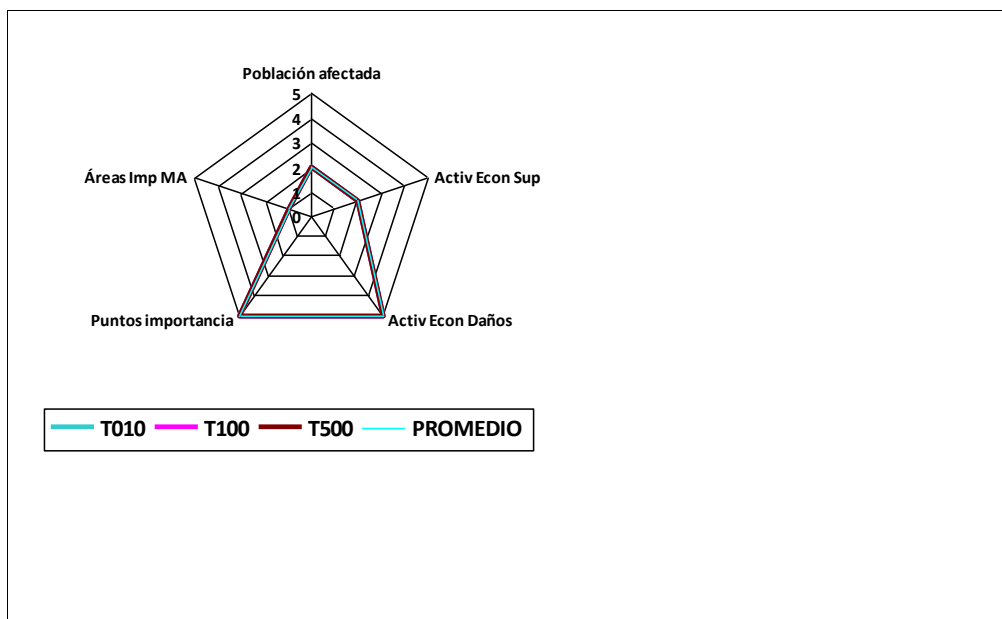 Población afectada
5
4
3
Áreas Imp MA
2
Activ Econ Sup
1
0
Puntos importancia
Activ Econ Daños
T010 T100 T500 PROMEDIO